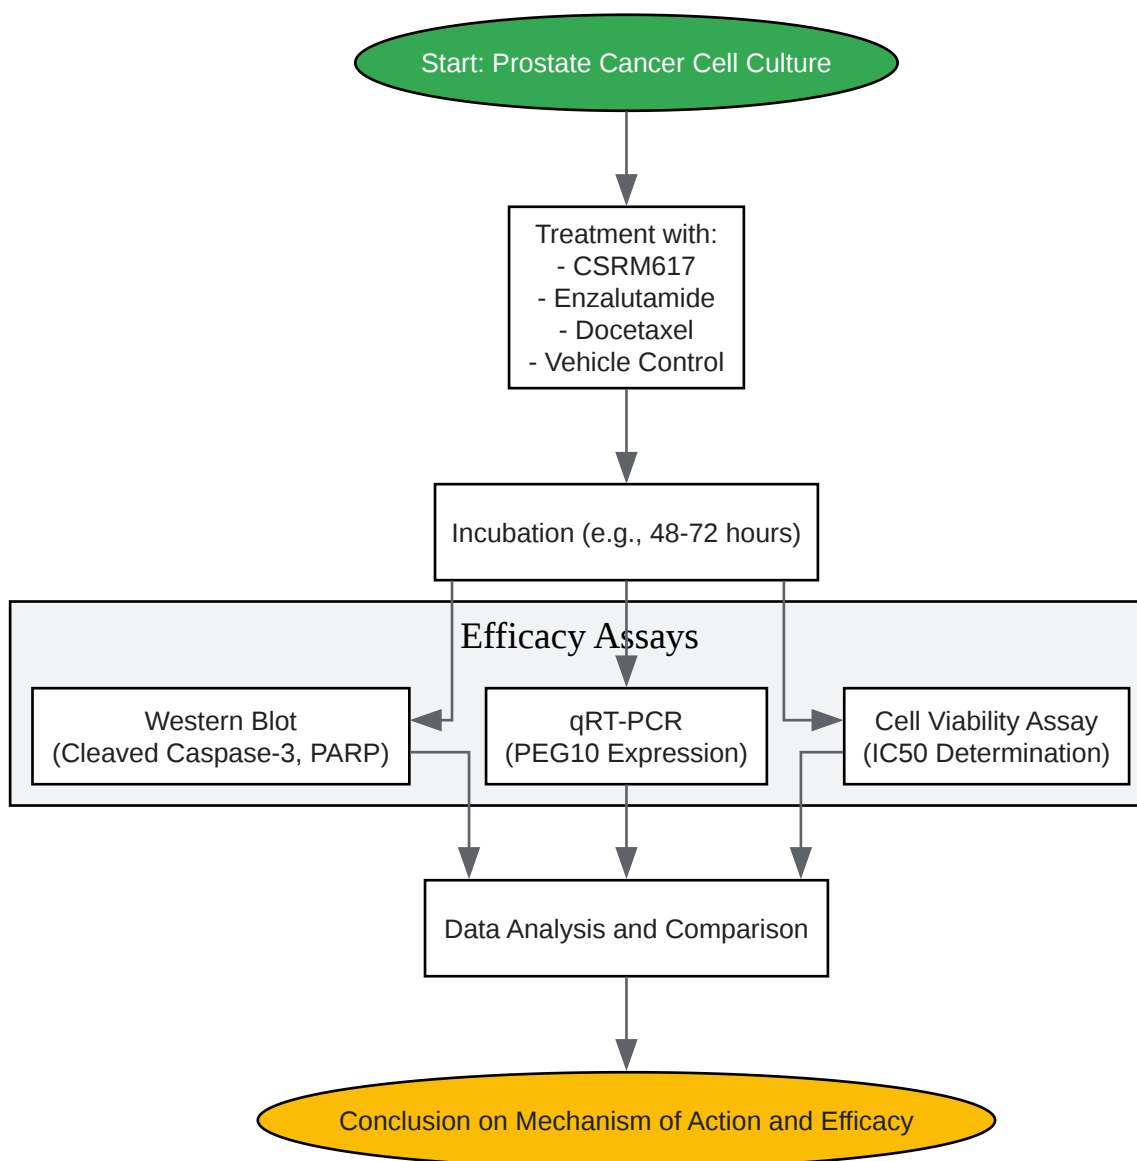 Start: Prostate Cancer Cell Culture
Treatment with:
- CSRM617
- Enzalutamide
- Docetaxel
- Vehicle Control
Incubation (e.g., 48-72 hours)
Efficacy Assays
Western Blot
(Cleaved Caspase-3, PARP)
qRT-PCR
(PEG10 Expression)
Cell Viability Assay
(IC50 Determination)
Data Analysis and Comparison
Conclusion on Mechanism of Action and Efficacy